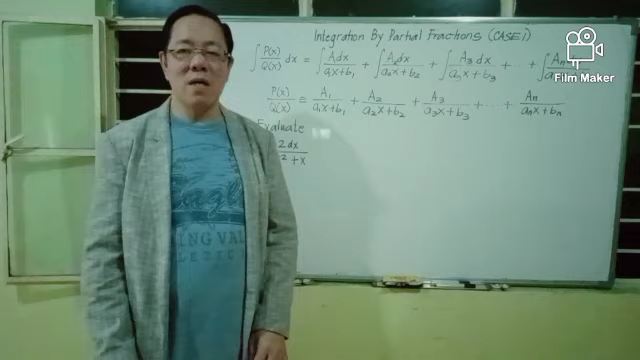 Integration By Partial Fractions (CASE i)
∫ P(x)/Q(x) dx = ∫ A₁dx/a₁x+b₁ + ∫ A₂dx/a₂x+b₂ + ∫ A₃dx/a₃x+b₃ + ... + ∫
P(x)/Q(x) ≡ A₁/a₁x+b₁ + A₂/a₂x+b₂ + A₃/a₃x+b₃ + ... + Aₙ/aₙx+bₙ
Evaluate
2dx
² + x
Film Maker